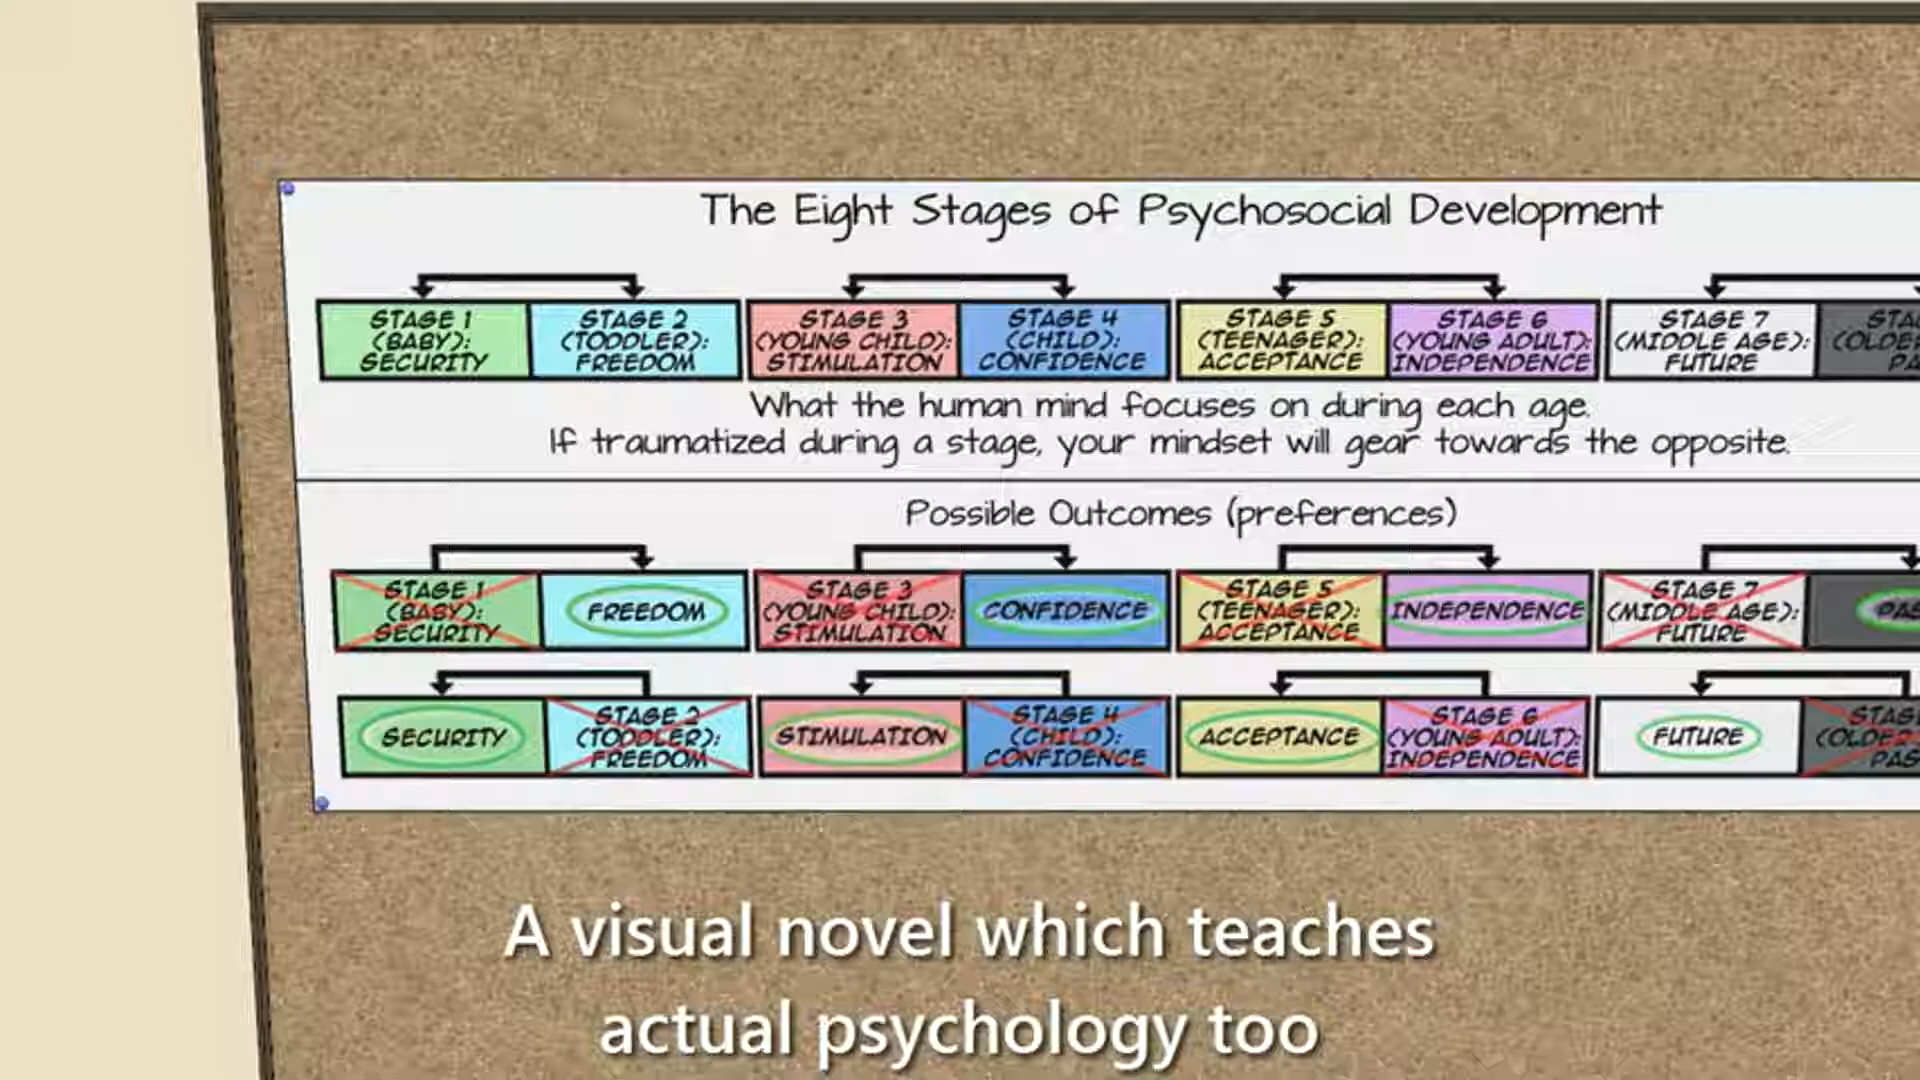 The Eight Stages of Psychosocial Development
STAGE 1 (BABY): SECURITY
STAGE 2 (TODDLER): FREEDOM
STAGE 3 (YOUNG CHILD): STIMULATION
STAGE 4 (CHILD): CONFIDENCE
STAGE 5 (TEENAGER): ACCEPTANCE
STAGE 6 (YOUNG ADULT): INDEPENDENCE
STAGE 7 (MIDDLE AGE): FUTURE
What the human mind focuses on during each age.
If traumatized during a stage, your mindset will gear towards the opposite.
Possible Outcomes (preferences)
STAGE 1 (BABY): SECURITY
FREEDOM
STAGE 3 (YOUNG CHILD): STIMULATION
CONFIDENCE
STAGE 5 (TEENAGER): ACCEPTANCE
INDEPENDENCE
STAGE 7 (MIDDLE AGE): FUTURE
SECURITY
STAGE 2 (TODDLER): FREEDOM
STIMULATION
STAGE 4 (CHILD): CONFIDENCE
ACCEPTANCE
STAGE 6 (YOUNG ADULT): INDEPENDENCE
FUTURE
STAGE
A visual novel which teaches
actual psychology too